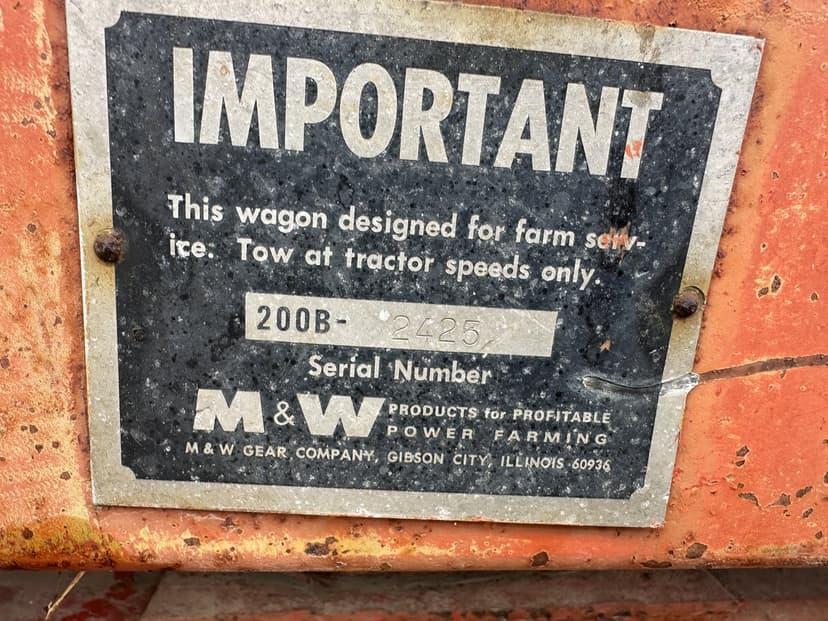 IMPORTANT
This wagon designed for farm serv-
ice. Tow at tractor speeds only.
200B- 2425
Serial Number
M & W PRODUCTS for PROFITABLE
POWER FARMING
M & W GEAR COMPANY, GIBSON CITY, ILLINOIS 60936